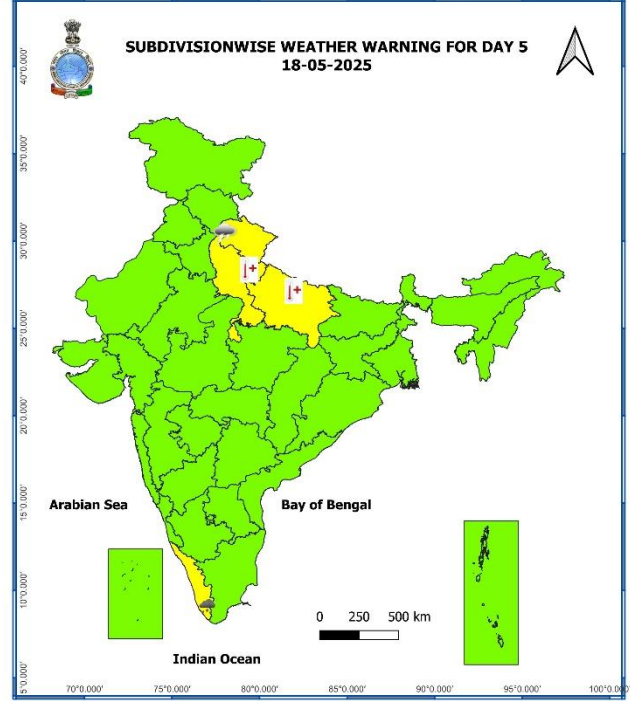 SUBDIVISIONWISE WEATHER WARNING FOR DAY 5
18-05-2025
40°0.000'
35°0.000'
30°0.000'
25°0.000'
20°0.000'
15°0.000'
10°0.000'
5°0.000'
Arabian Sea
Bay of Bengal
0 250 500 km
Indian Ocean
70°0.000' 75°0.000' 80°0.000' 85°0.000' 90°0.000' 95°0.000' 100°0.000'